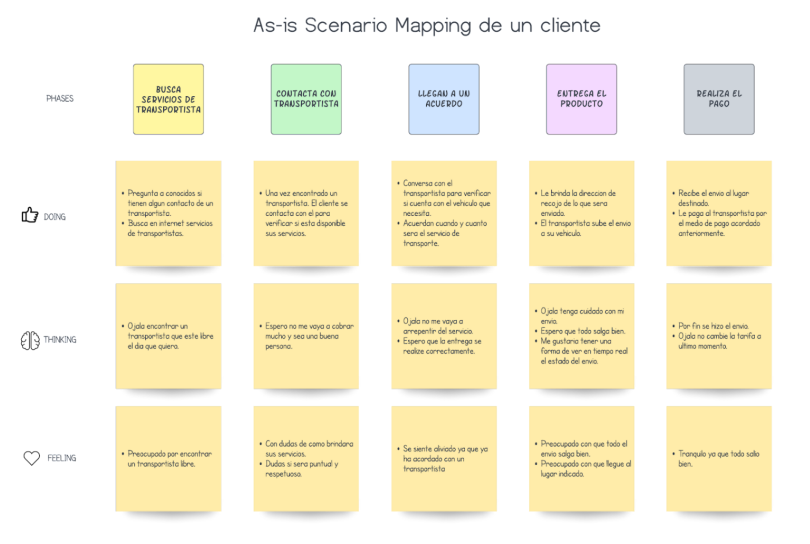 As-is Scenario Mapping de un cliente
PHASES
BUSCA
SERVICIOS DE
TRANSPORTISTA
CONTACTA CON
TRANSPORTISTA
LLEGAN A UN
ACUERDO
ENTREGA EL
PRODUCTO
REALIZA EL
PAGO
DOING
• Pregunta a conocidos si
tienen algun contacto de un
transportista.
• Busca en internet servicios
de transportistas.
• Una vez encontrado un
transportista. El cliente se
contacta con el para
verificar si esta disponible
sus servicios.
• Conversa con el
transportista para verificar
si cuenta con el vehiculo que
necesita.
• Acuerdan cuando y cuanto
sera el servicio de
transporte.
• Le brinda la direccion de
recojo de lo que sera
enviado.
• El transportista sube el envio
a su vehiculo.
• Recibe el envio al lugar
destinado.
• Le paga al transportista por
el medio de pago acordado
anteriormente.
THINKING
• Ojala encontrar un
transportista que este libre
el dia que quiero.
• Espero no me vaya a cobrar
mucho y sea una buena
persona.
• Ojala no me vaya a
arrepentir del servicio.
• Espero que la entrega se
realize correctamente.
• Ojala tenga cuidado con mi
envio.
• Espero que todo salga bien.
• Me gustaria tener una
forma de ver en tiempo real
el estado del envio.
• Por fin se hizo el envio.
• Ojala no cambie la tarifa a
ultimo momento.
FEELING
• Preocupado por encontrar
un transportista libre.
• Con dudas de como brindara
sus servicios.
• Dudas si sera puntual y
respetuoso.
• Se siente aliviado ya que ya
ha acordado con un
transportista
• Preocupado con que todo el
envio salga bien.
• Preocupado con que llegue al
lugar indicado.
• Tranquilo ya que todo salio
bien.